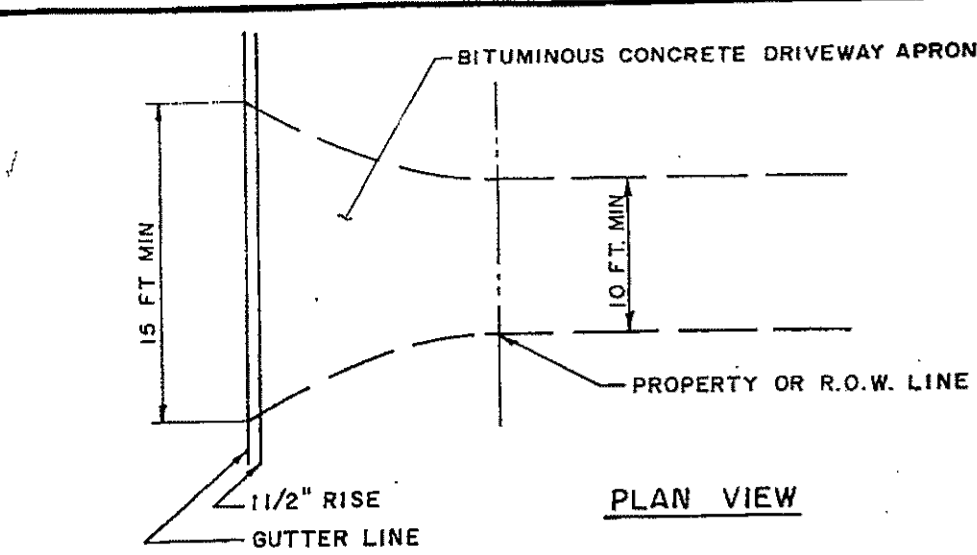 BITUMINOUS CONCRETE DRIVEWAY APRON
15 FT MIN
10 FT. MIN
PROPERTY OR R.O.W. LINE
1 1/2" RISE
GUTTER LINE
PLAN VIEW